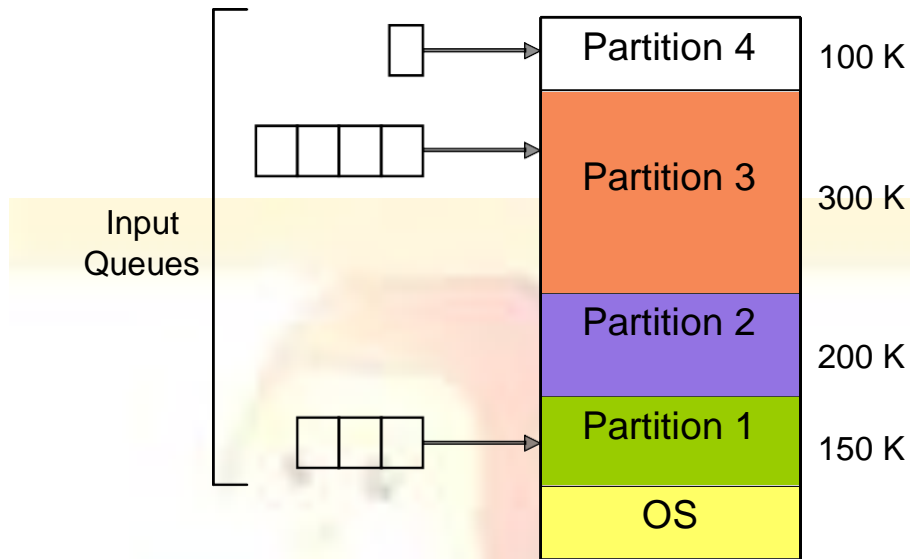 Partition 4
100 K
Partition 3
300 K
Input
Queues
Partition 2
200 K
Partition 1
150 K
OS